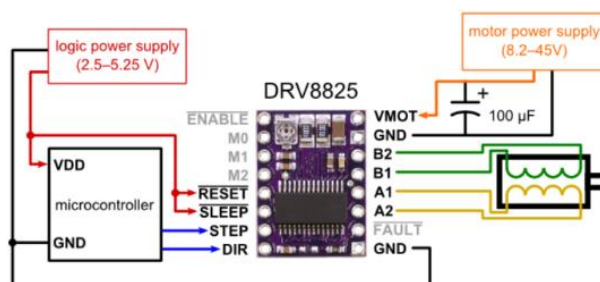 logic power supply
(2.5–5.25 V)
motor power supply
(8.2–45V)
DRV8825
ENABLE
M0
M1
M2
RESET
SLEEP
STEP
DIR
VMOT
GND
B2
B1
A1
A2
FAULT
GND
+
100 µF
VDD
microcontroller
GND